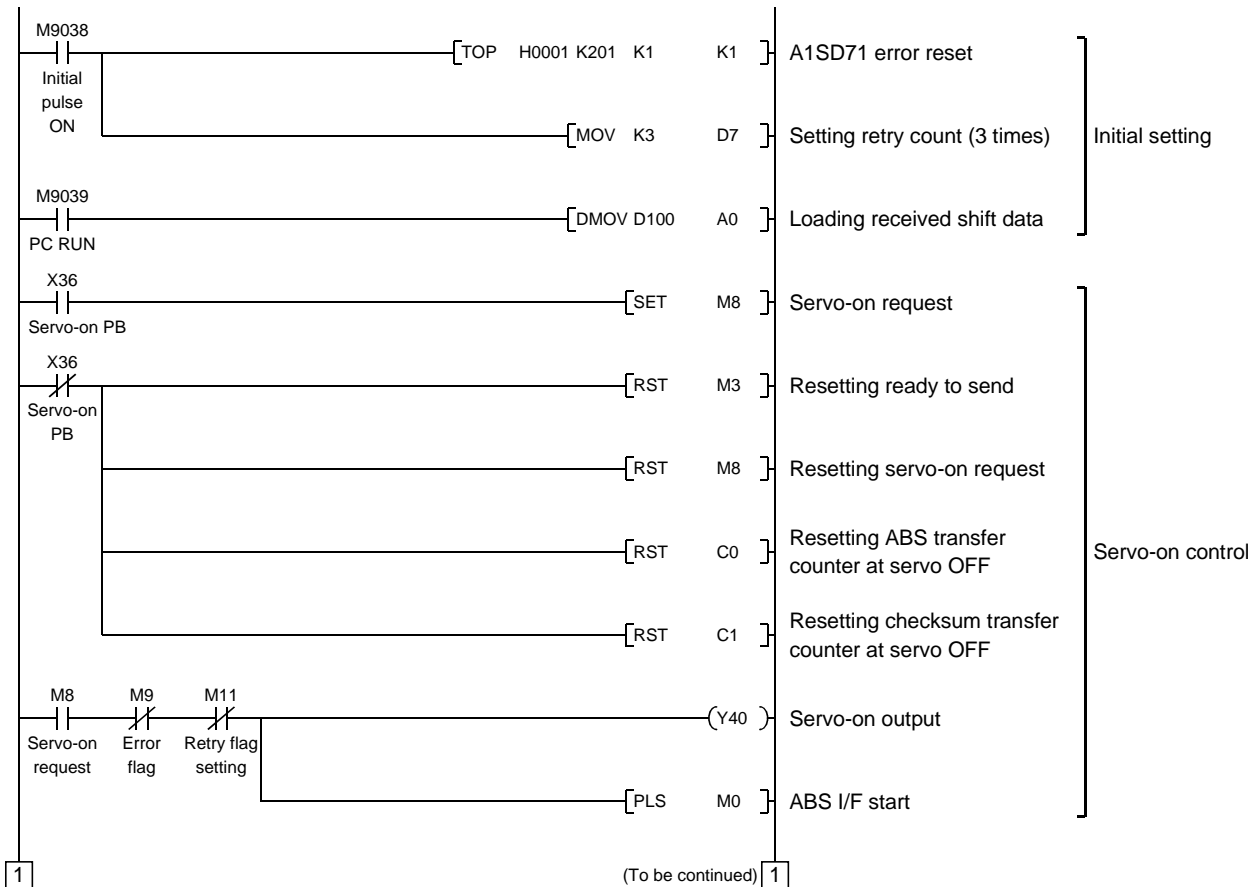 M9038
TOP H0001 K201 K1 K1 A1SD71 error reset
Initial
pulse
ON
MOV K3 D7 Setting retry count (3 times)
Initial setting
M9039
DMOV D100 A0 Loading received shift data
PC RUN
X36
SET M8 Servo-on request
Servo-on PB
X36
RST M3 Resetting ready to send
Servo-on
PB
RST M8 Resetting servo-on request
RST C0 Resetting ABS transfer
counter at servo OFF
Servo-on control
RST C1 Resetting checksum transfer
counter at servo OFF
M8 M9 M11
Y40 Servo-on output
Servo-on Error Retry flag
request flag setting
PLS M0 ABS I/F start
1 (To be continued) 1